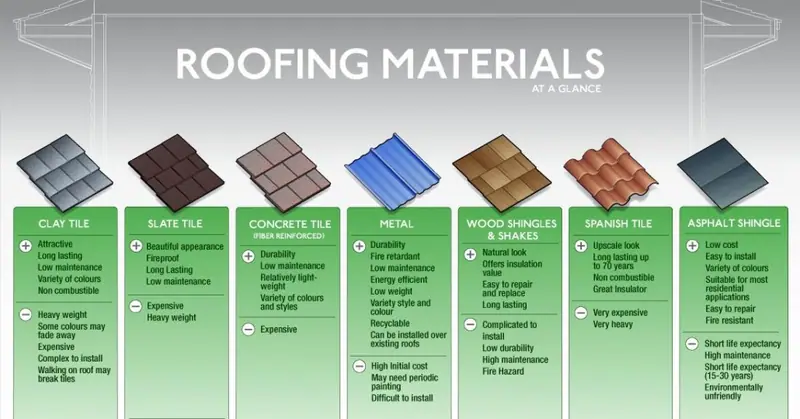 ROOFING MATERIALS
AT A GLANCE
CLAY TILE
Attractive
Long lasting
Low maintenance
Variety of colours
Non combustible
Heavy weight
Some colours may
fade away
Expensive
Complex to install
Walking on roof may
break tiles
SLATE TILE
Beautiful appearance
Fireproof
Long Lasting
Low maintenance
Expensive
Heavy weight
CONCRETE TILE
(FIBER REINFORCED)
Durability
Low maintenance
Relatively light-
weight
Variety of colours
and styles
Expensive
METAL
Durability
Fire retardant
Low maintenance
Energy efficient
Low weight
Variety style and
colour
Recyclable
Can be installed over
existing roofs
High Initial cost
May need periodic
painting
Difficult to install
WOOD SHINGLES
& SHAKES
Natural look
Offers insulation
value
Easy to repair
and replace
Long lasting
Complicated to
install
Low durability
High maintenance
Fire Hazard
SPANISH TILE
Upscale look
Long lasting up
to 70 years
Non combustible
Great Insulator
Very expensive
Very heavy
ASPHALT SHINGLE
Low cost
Easy to install
Variety of colours
Suitable for most
residential
applications
Easy to repair
Fire resistant
Short life expectancy
High maintenance
Short life expectancy
(15-30 years)
Environmentally
unfriendly